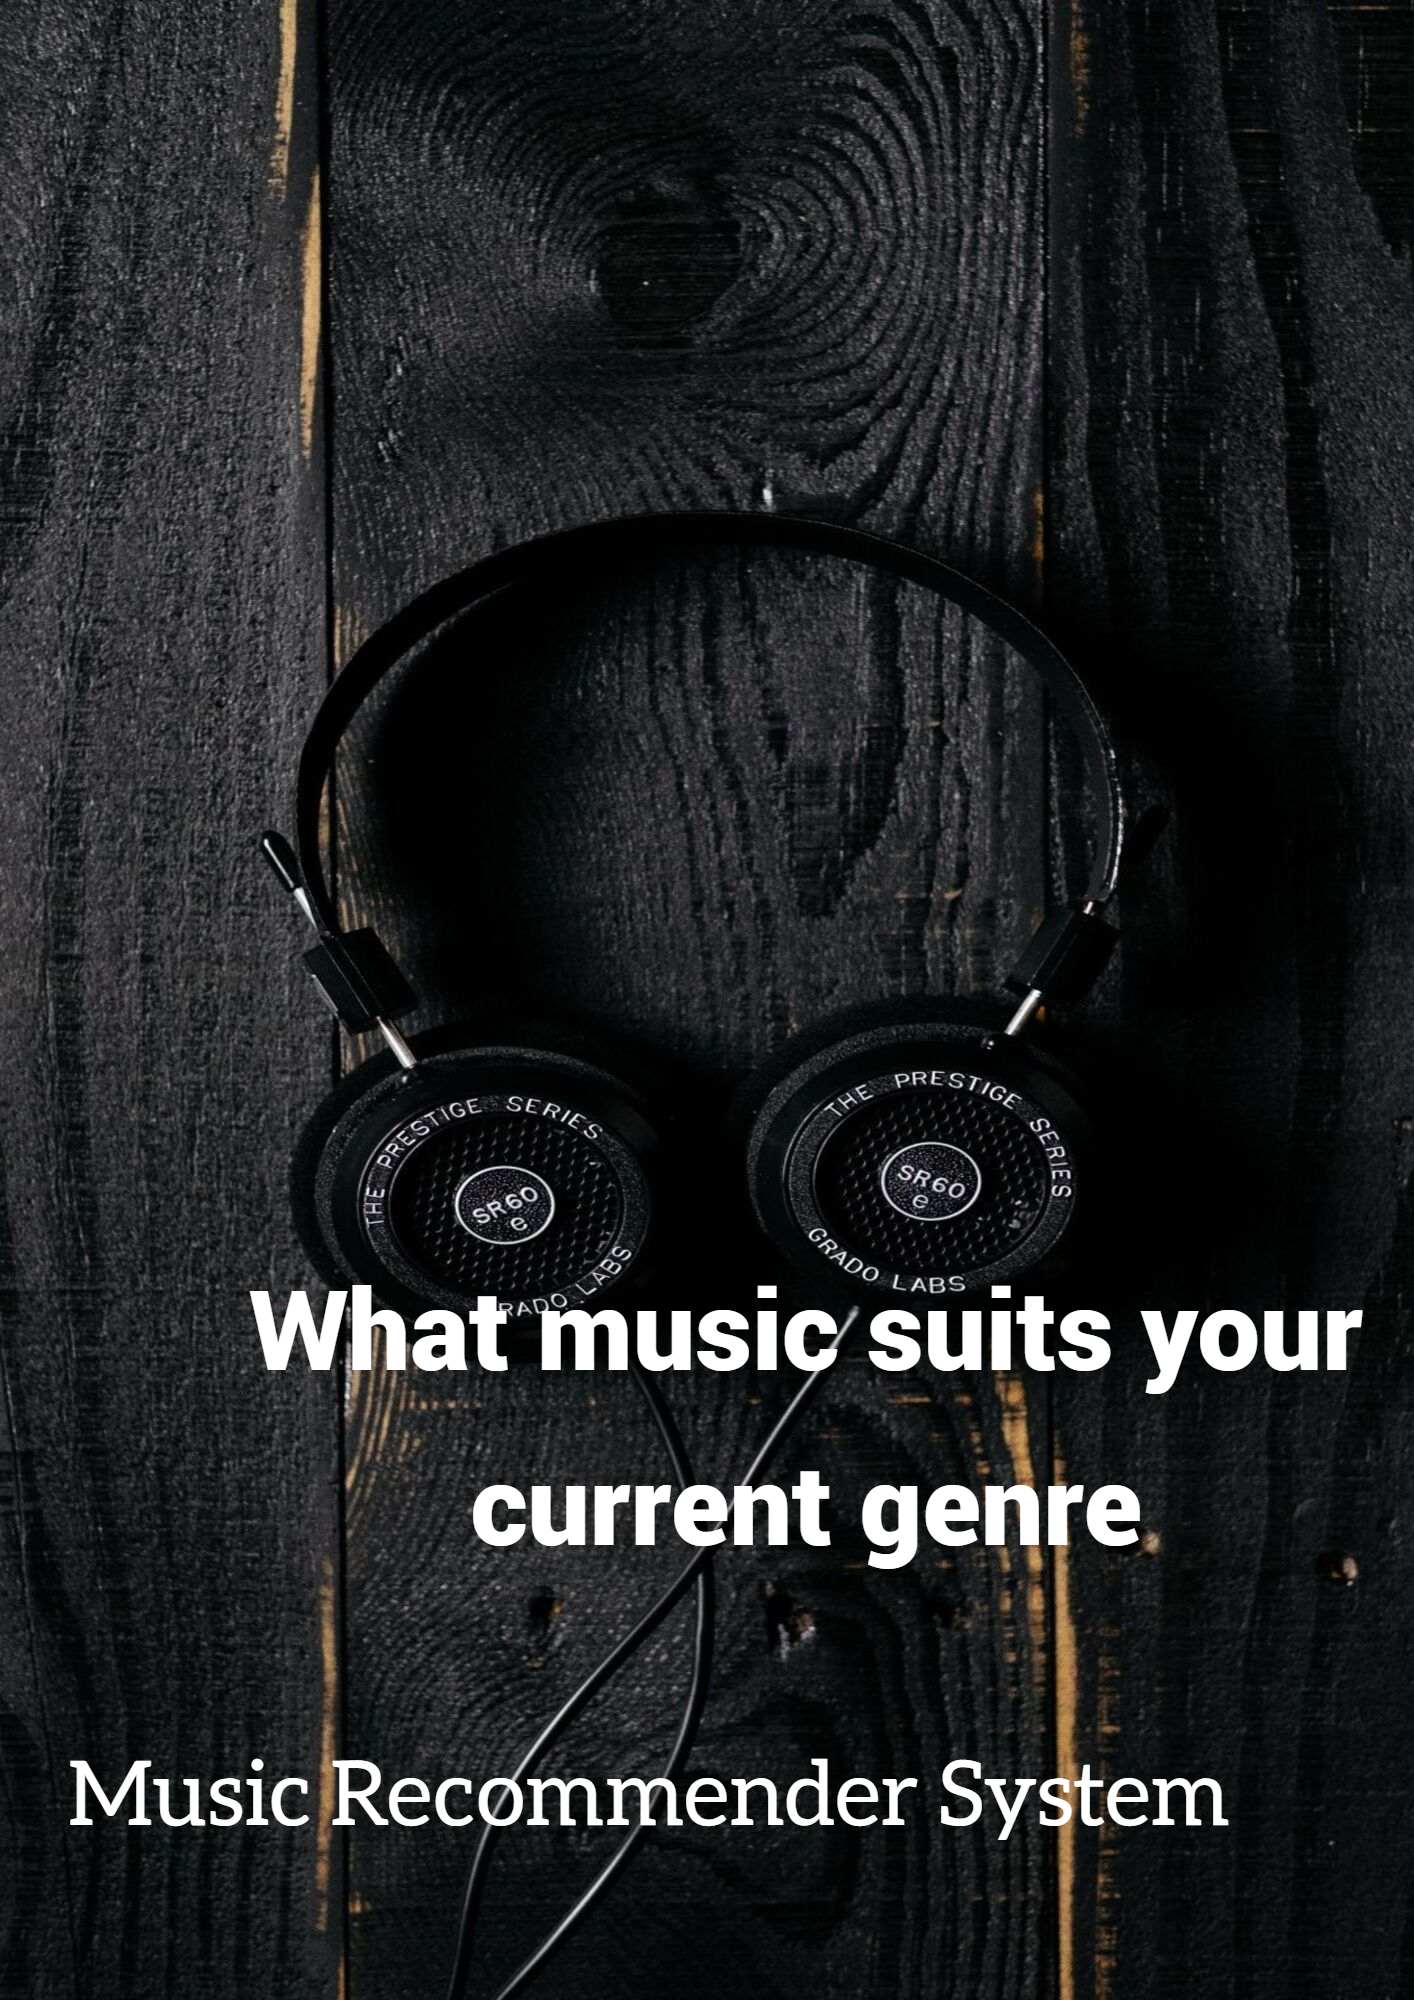 THE PRESTIGE SERIES
SR60
e
RADO LABS
THE PRESTIGE SERIES
SR60
e
GRADO LABS
What music suits your
current genre
Music Recommender System